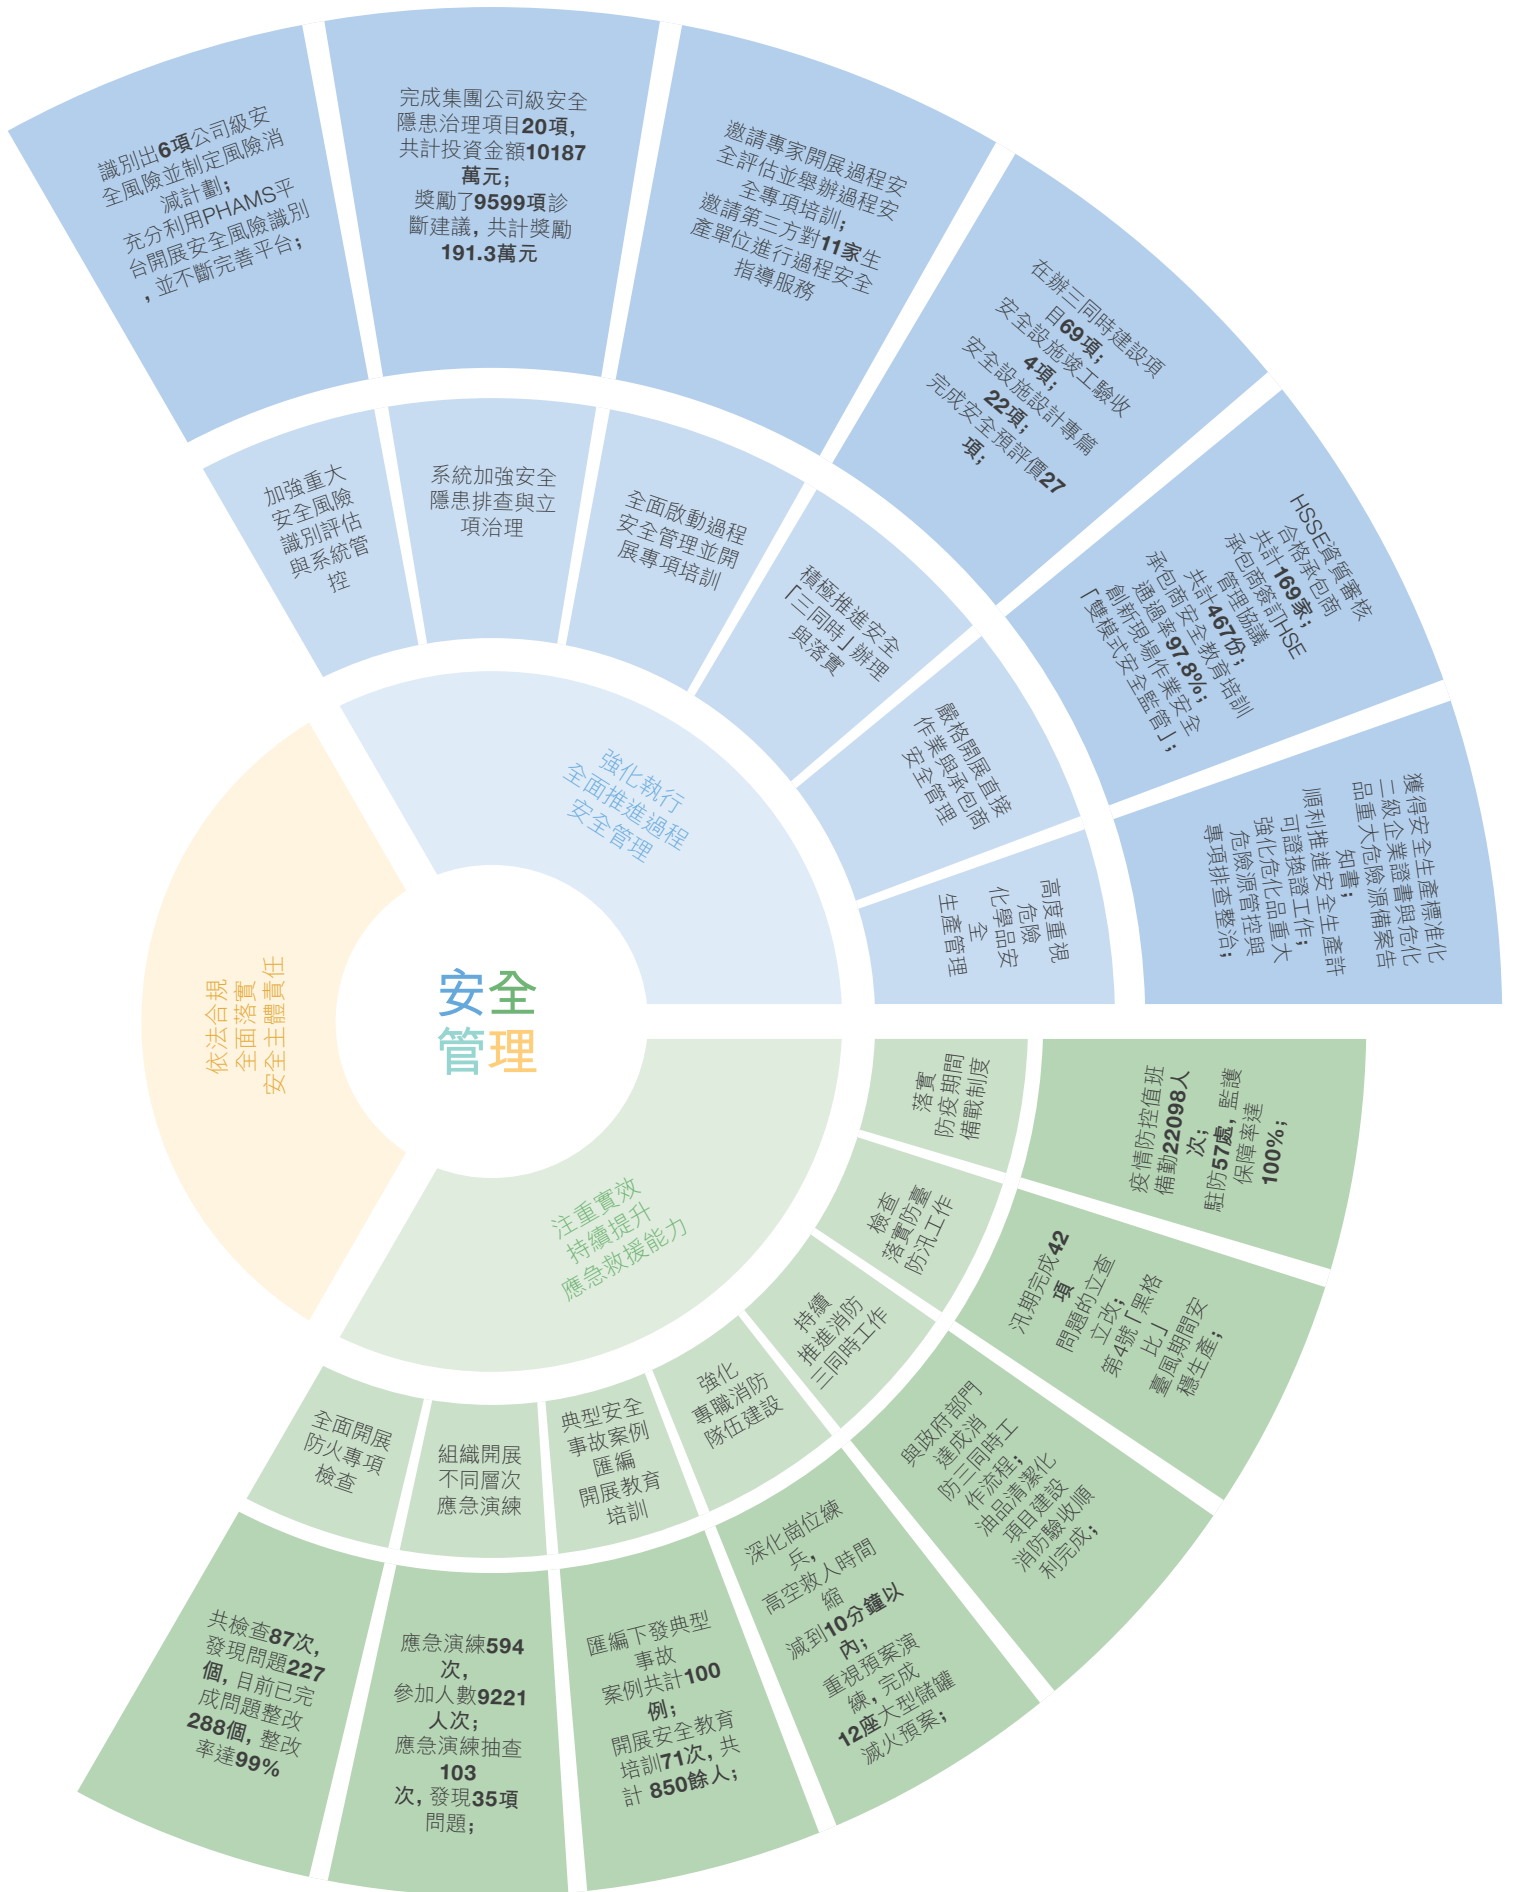 安全
管理
依法合規
全面落實
安全主體責任
強化執行
全面推進過程
安全管理
加強重大
安全風險
識別評估
與系統管
控
識別出6項公司級安
全風險並制定風險消
減計劃；
充分利用PHAMS平
台開展安全風險識別
，並不斷完善平台；
系統加強安全
隱患排查與立
項治理
完成集團公司級安全
隱患治理項目20項，
共計投資金額10187
萬元；
獎勵了9599項診
斷建議，共計獎勵
191.3萬元
全面啟動過程
安全管理並開
展專項培訓
邀請專家開展過程安
全評估並舉辦過程安
全專項培訓；
邀請第三方對11家生
產單位進行過程安全
指導服務
積極推進安全
「三同時」辦理
與落實
在辦三同時建設項
目69項；
安全設施竣工驗收
4項；
安全設施設計專篇
22項；
完成安全預評價27
項；
嚴格開展直接
作業與承包商
安全管理
HSSE資質審核
合格承包商
共計169家；
承包商簽訂HSE
管理協議
共計467份；
承包商安全教育培訓
通過率97.8%；
創新現場作業安全
「雙模式安全監管」；
高度重視
危險
化學品安
全
生產管理
獲得安全生產標准化
二級企業證書與危化
品重大危險源備案告
知書；
順利推進安全生產許
可證換證工作；
強化危化品重大
危險源管控與
專項排查整治；
注重實效
持續提升
應急救援能力
落實
防疫期間
備戰制度
疫情防控值班
備勤22098人
次；
駐防57處，監護
保障率達
100%；
檢查
落實防臺
防汛工作
汛期完成42
項
問題的立查
立改；
第4號「黑格
比」
臺風期間安
穩生產；
持續
推進消防
三同時工作
與政府部門
達成消
防三同時工
作流程；
油品清潔化
項目建設
消防驗收順
利完成；
強化
專職消防
隊伍建設
深化崗位練
兵，
高空救人時間
縮
減到10分鐘以
內；
重視預案演
練，完成
12座大型儲罐
滅火預案；
典型安全
事故案例
匯編
開展教育
培訓
匯編下發典型
事故
案例共計100
例；
開展安全教育
培訓71次，共
計 850餘人；
組織開展
不同層次
應急演練
應急演練594
次，
參加人數9221
人次；
應急演練抽查
103
次，發現35項
問題；
全面開展
防火專項
檢查
共檢查87次，
發現問題227
個，目前已完
成問題整改
288個，整改
率達99%